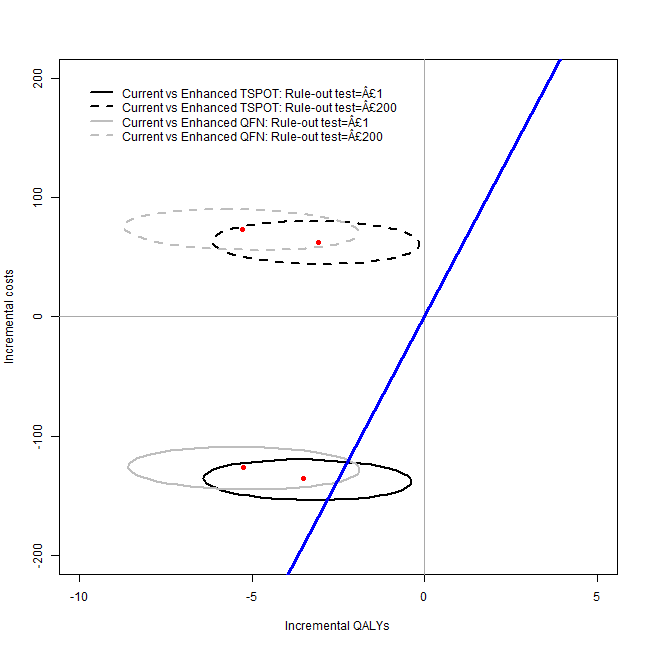 Current vs Enhanced TSPOT: Rule-out test=Â£1
Current vs Enhanced TSPOT: Rule-out test=Â£200
Current vs Enhanced QFN: Rule-out test=Â£1
Current vs Enhanced QFN: Rule-out test=Â£200
200
100
0
-100
-200
Incremental costs
-10
-5
0
5
Incremental QALYs